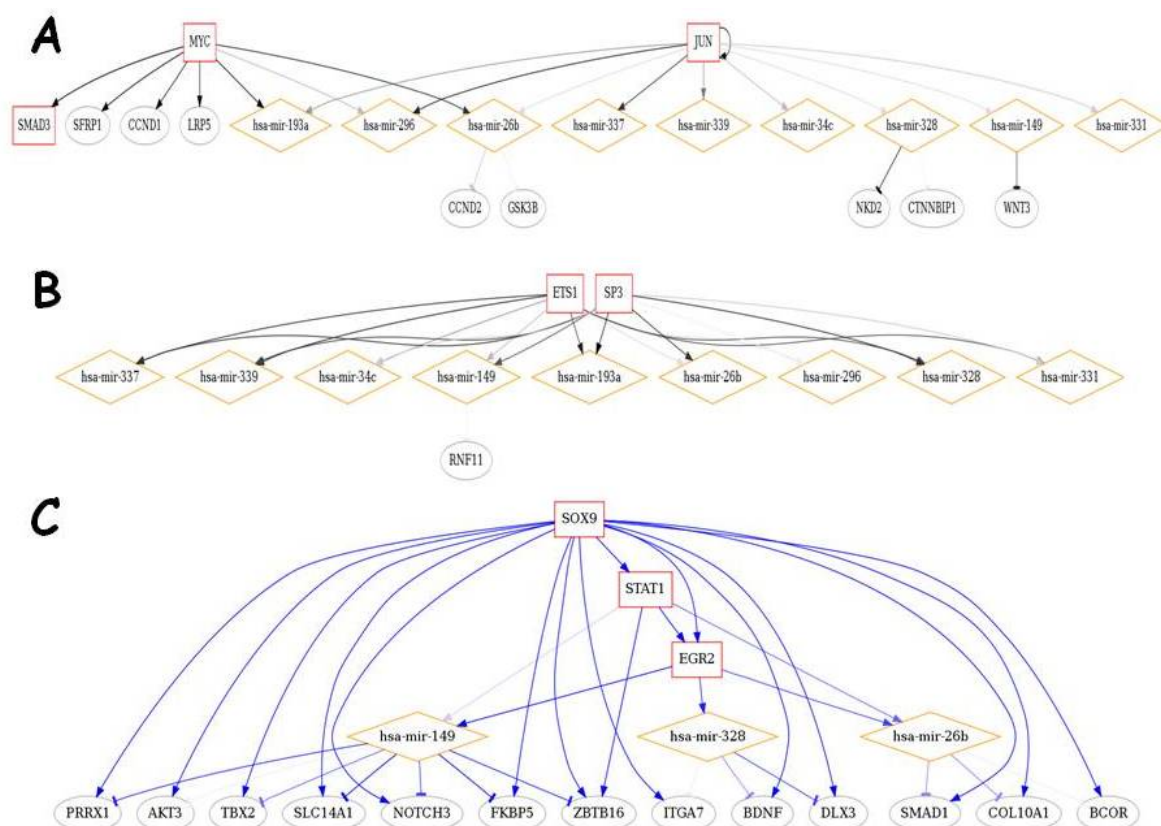 A
MYC JUN
SMAD3 SFRP1 CCND1 LRP5 hsa-mir-193a hsa-mir-296 hsa-mir-26b hsa-mir-337 hsa-mir-339 hsa-mir-34c hsa-mir-328 hsa-mir-149 hsa-mir-331
CCND2 GSK3B NKD2 CTNNBIP1 WNT3
B
ETS1 SP3
hsa-mir-337 hsa-mir-339 hsa-mir-34c hsa-mir-149 hsa-mir-193a hsa-mir-26b hsa-mir-296 hsa-mir-328 hsa-mir-331
RNF11
C
SOX9
STAT1
EGR2
hsa-mir-149 hsa-mir-328 hsa-mir-26b
PRRX1 AKT3 TBX2 SLC14A1 NOTCH3 FKBP5 ZBTB16 ITGA7 BDNF DLX3 SMAD1 COL10A1 BCOR